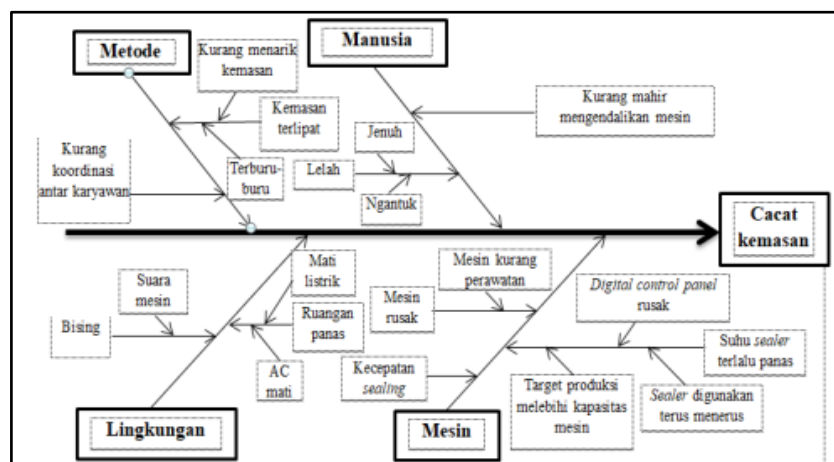 Metode
Kurang menarik
kemasan
Kemasan
terlipat
Terburu-
buru
Kurang
koordinasi
antar karyawan
Manusia
Kurang mahir
mengendalikan mesin
Jenuh
Lelah
Ngantuk
Cacat
kemasan
Suara
mesin
Bising
Mati
listrik
Ruangan
panas
AC
mati
Lingkungan
Mesin kurang
perawatan
Mesin
rusak
Kecepatan
sealing
Digital control panel
rusak
Suhu sealer
terlalu panas
Target produksi
melebihi kapasitas
mesin
Sealer digunakan
terus menerus
Mesin